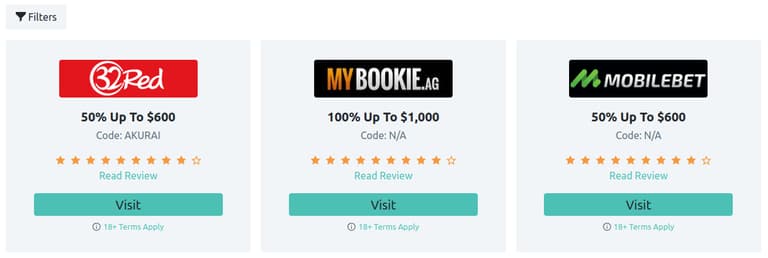 Filters
32Red
50% Up To $600
Code: AKURAI
Read Review
Visit
18+ Terms Apply
MYBOOKIE.AG
100% Up To $1,000
Code: N/A
Read Review
Visit
18+ Terms Apply
MOBILEBET
50% Up To $600
Code: N/A
Read Review
Visit
18+ Terms Apply